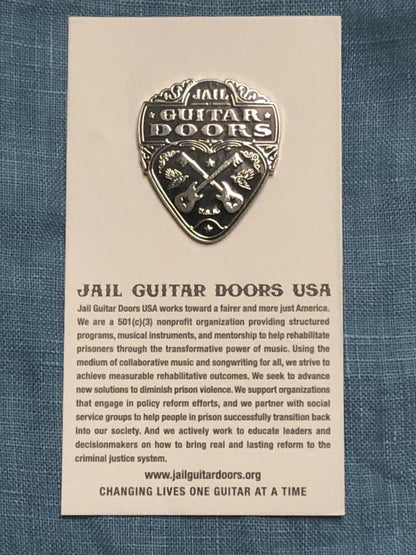 JAIL
GUITAR
DOORS
U.S.A.
JAIL GUITAR DOORS USA
Jail Guitar Doors USA works toward a fairer and more just America.
We are a 501(c)(3) nonprofit organization providing structured
programs, musical instruments, and mentorship to help rehabilitate
prisoners through the transformative power of music. Using the
medium of collaborative music and songwriting for all, we strive to
achieve measurable rehabilitative outcomes. We seek to advance
new solutions to diminish prison violence. We support organizations
that engage in policy reform efforts, and we partner with social
service groups to help people in prison successfully transition back
into our society. And we actively work to educate leaders and
decisionmakers on how to bring real and lasting reform to the
criminal justice system.
www.jailguitardoors.org
CHANGING LIVES ONE GUITAR AT A TIME